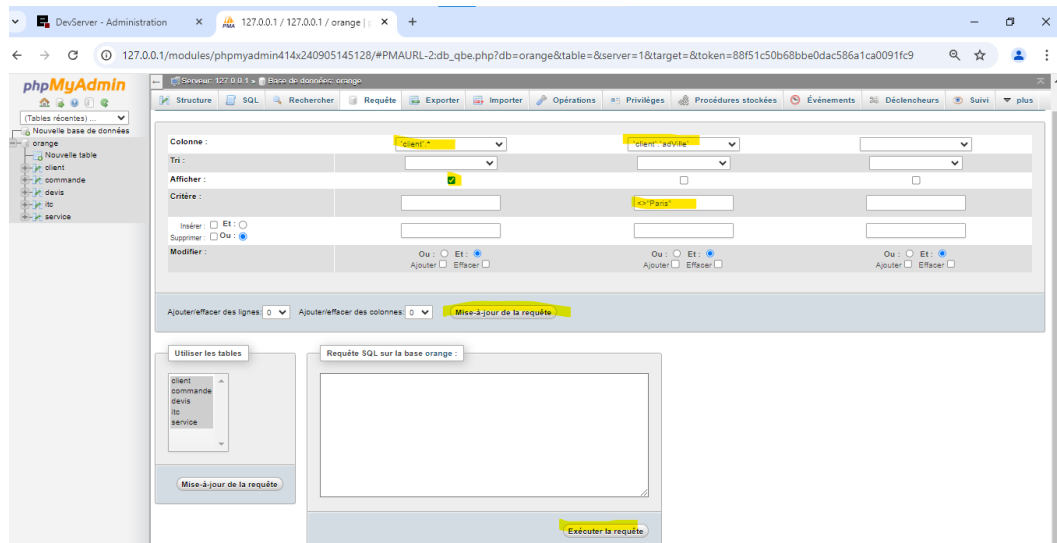 DevServer - Administration
127.0.0.1 / 127.0.0.1 / orange | p
127.0.0.1/modules/phpmyadmin414x240905145128/#PMAURL-2:db_qbe.php?db=orange&table=&server=1&target=&token=88f51c50b68bbe0dac586a1ca0091fc9
phpMyAdmin
Serveur: 127.0.0.1 » Base de données: orange
Structure SQL Rechercher Requête Exporter Importer Opérations Privilèges Procédures stockées Événements Déclencheurs Suivi plus
(Tables récentes) ...
Nouvelle base de données
orange
Nouvelle table
client
commande
devis
itc
service
Colonne : `client`.* `client`.`adVille`
Tri :
Afficher :
Critère : <>"Paris"
Insérer : Et :
Supprimer : Ou :
Modifier : Ou : Et : Ou : Et : Ou : Et :
Ajouter Effacer Ajouter Effacer Ajouter Effacer
Ajouter/effacer des lignes: 0 Ajouter/effacer des colonnes: 0 Mise-à-jour de la requête
Utiliser les tables
client
commande
devis
itc
service
Mise-à-jour de la requête
Requête SQL sur la base orange :
Exécuter la requête